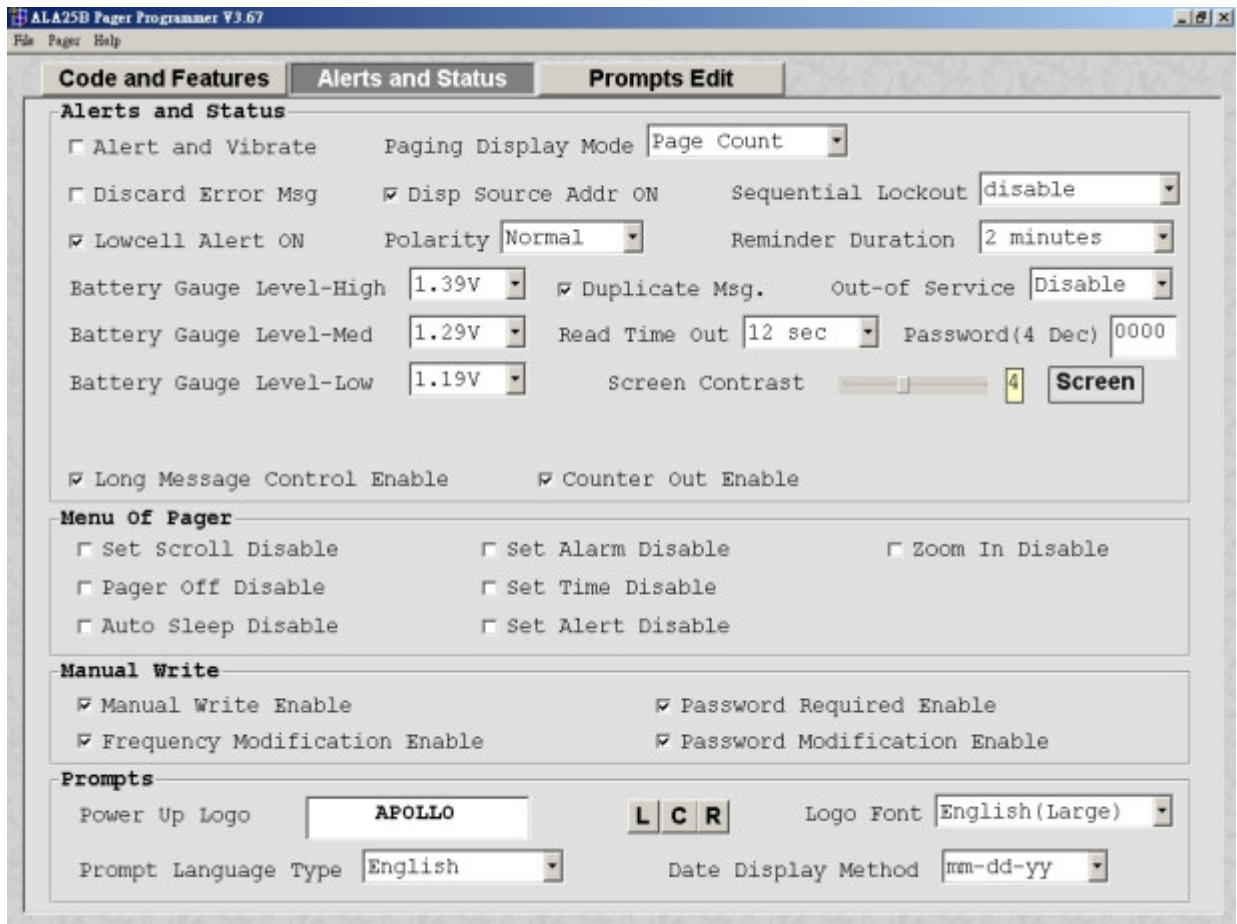 ALA25B Pager Programmer V3.67
File Pager Help
Code and Features Alerts and Status Prompts Edit
Alerts and Status
Alert and Vibrate Paging Display Mode Page Count
Discard Error Msg Disp Source Addr ON Sequential Lockout disable
Lowcell Alert ON Polarity Normal Reminder Duration 2 minutes
Battery Gauge Level-High 1.39V Duplicate Msg. Out-of Service Disable
Battery Gauge Level-Med 1.29V Read Time Out 12 sec Password(4 Dec) 0000
Battery Gauge Level-Low 1.19V Screen Contrast 4 Screen
Long Message Control Enable Counter Out Enable
Menu Of Pager
Set Scroll Disable Set Alarm Disable Zoom In Disable
Pager Off Disable Set Time Disable
Auto Sleep Disable Set Alert Disable
Manual Write
Manual Write Enable Password Required Enable
Frequency Modification Enable Password Modification Enable
Prompts
Power Up Logo APOLLO L C R Logo Font English(Large)
Prompt Language Type English Date Display Method mm-dd-yy